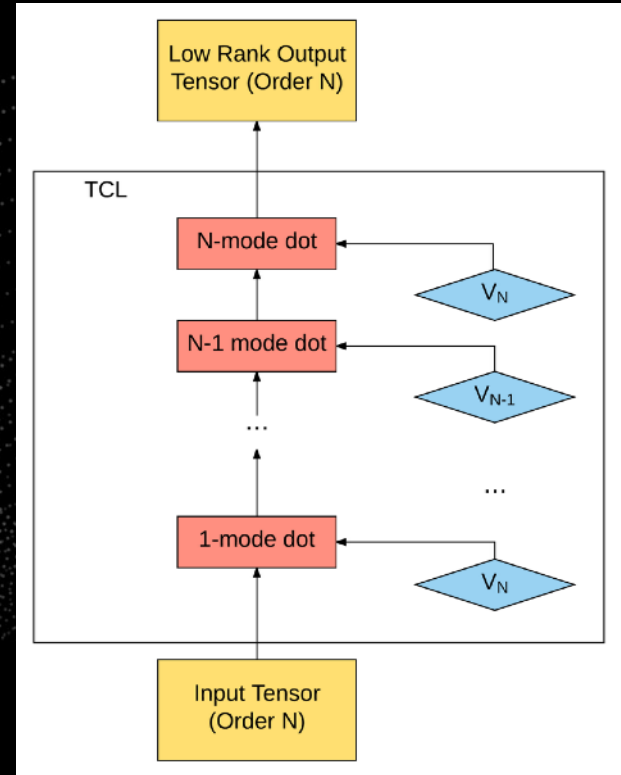 Low Rank Output
Tensor (Order N)
TCL
N-mode dot
V_N
N-1 mode dot
V_N-1
...
...
1-mode dot
V_N
Input Tensor
(Order N)